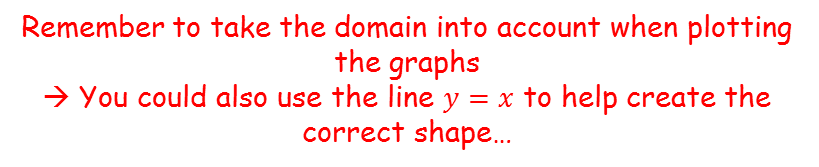 Remember to take the domain into account when plotting
the graphs
→ You could also use the line y = x to help create the
correct shape…